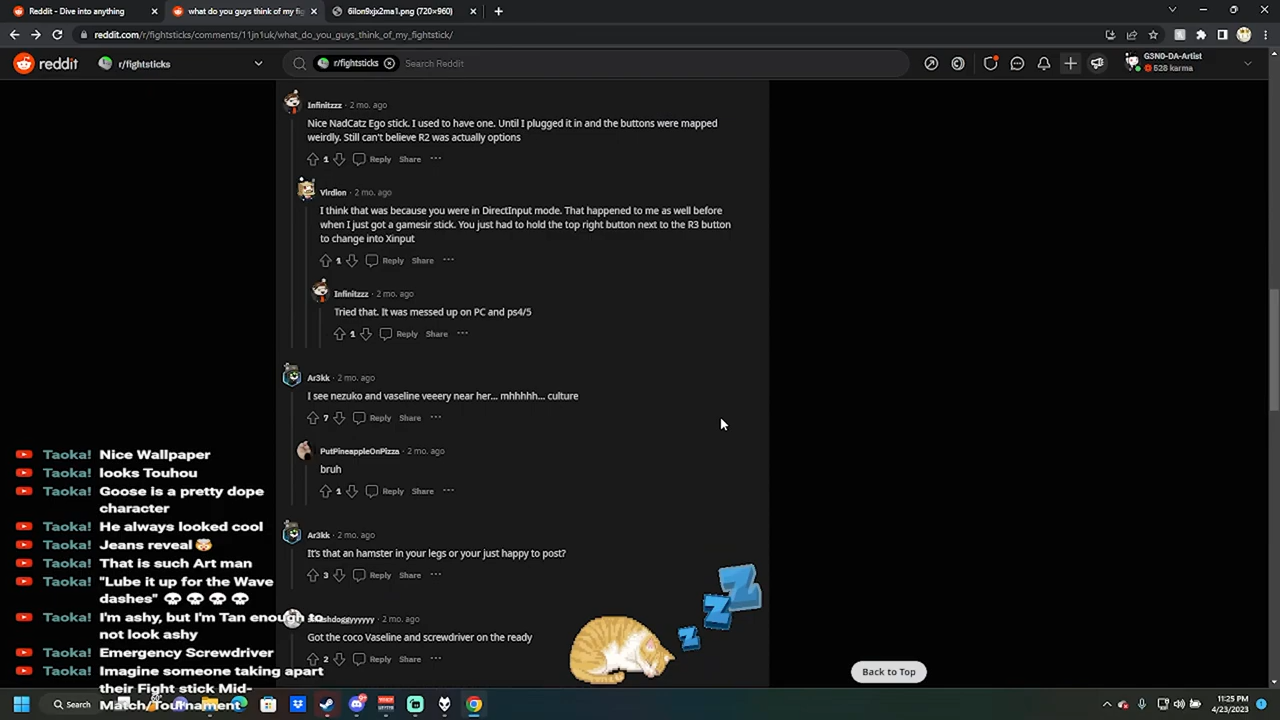 Reddit - Dive into anything
what do you guys think of my fig
6ilon9xjx2ma1.png (720×960)
reddit.com/r/fightsticks/comments/11jn1uk/what_do_you_guys_think_of_my_fightstick/
reddit
r/fightsticks
r/fightsticks
Search Reddit
G3N0-DA-Artist
528 karma
Infinitzzz · 2 mo. ago
Nice NadCatz Ego stick. I used to have one. Until I plugged it in and the buttons were mapped
weirdly. Still can't believe R2 was actually options
1 Reply Share ···
Virdion · 2 mo. ago
I think that was because you were in DirectInput mode. That happened to me as well before
when I just got a gamesir stick. You just had to hold the top right button next to the R3 button
to change into Xinput
1 Reply Share ···
Infinitzzz · 2 mo. ago
Tried that. It was messed up on PC and ps4/5
1 Reply Share ···
Ar3kk · 2 mo. ago
I see nezuko and vaseline veeery near her... mhhhhh... culture
7 Reply Share ···
PutPineappleOnPizza · 2 mo. ago
bruh
1 Reply Share ···
Ar3kk · 2 mo. ago
It's that an hamster in your legs or your just happy to post?
3 Reply Share ···
2 mo. ago
Got the coco Vaseline and screwdriver on the ready
2 Reply Share ···
Back to Top
Taoka! Nice Wallpaper
Taoka! looks Touhou
Taoka! Goose is a pretty dope
character
Taoka! He always looked cool
Taoka! Jeans reveal 🤯
Taoka! That is such Art man
Taoka! "Lube it up for the Wave
dashes" 💀 💀 💀 💀
Taoka! I'm ashy, but I'm Tan enough to
not look ashy
Taoka! Emergency Screwdriver
Taoka! Imagine someone taking apart
their Fight stick Mid-
Match/Tournament
Z Z Z
Search
11:25 PM
4/23/2023